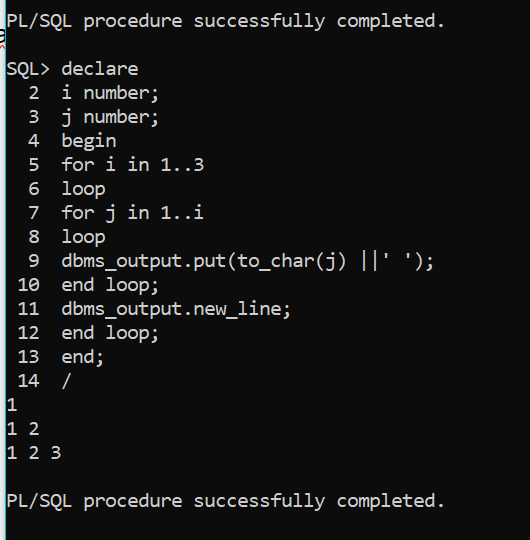 PL/SQL procedure successfully completed.
SQL> declare
2 i number;
3 j number;
4 begin
5 for i in 1..3
6 loop
7 for j in 1..i
8 loop
9 dbms_output.put(to_char(j) ||' ');
10 end loop;
11 dbms_output.new_line;
12 end loop;
13 end;
14 /
1
1 2
1 2 3
PL/SQL procedure successfully completed.